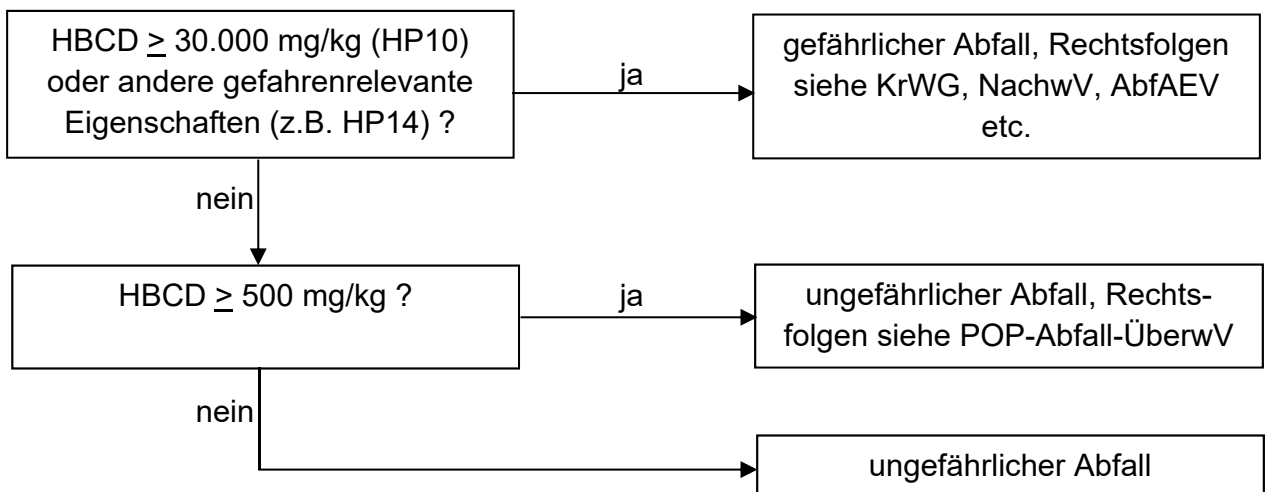 HBCD ≥ 30.000 mg/kg (HP10)
oder andere gefahrenrelevante
Eigenschaften (z.B. HP14) ?
ja
gefährlicher Abfall, Rechtsfolgen
siehe KrWG, NachwV, AbfAEV
etc.
nein
HBCD ≥ 500 mg/kg ?
ja
ungefährlicher Abfall, Rechts-
folgen siehe POP-Abfall-ÜberwV
nein
ungefährlicher Abfall